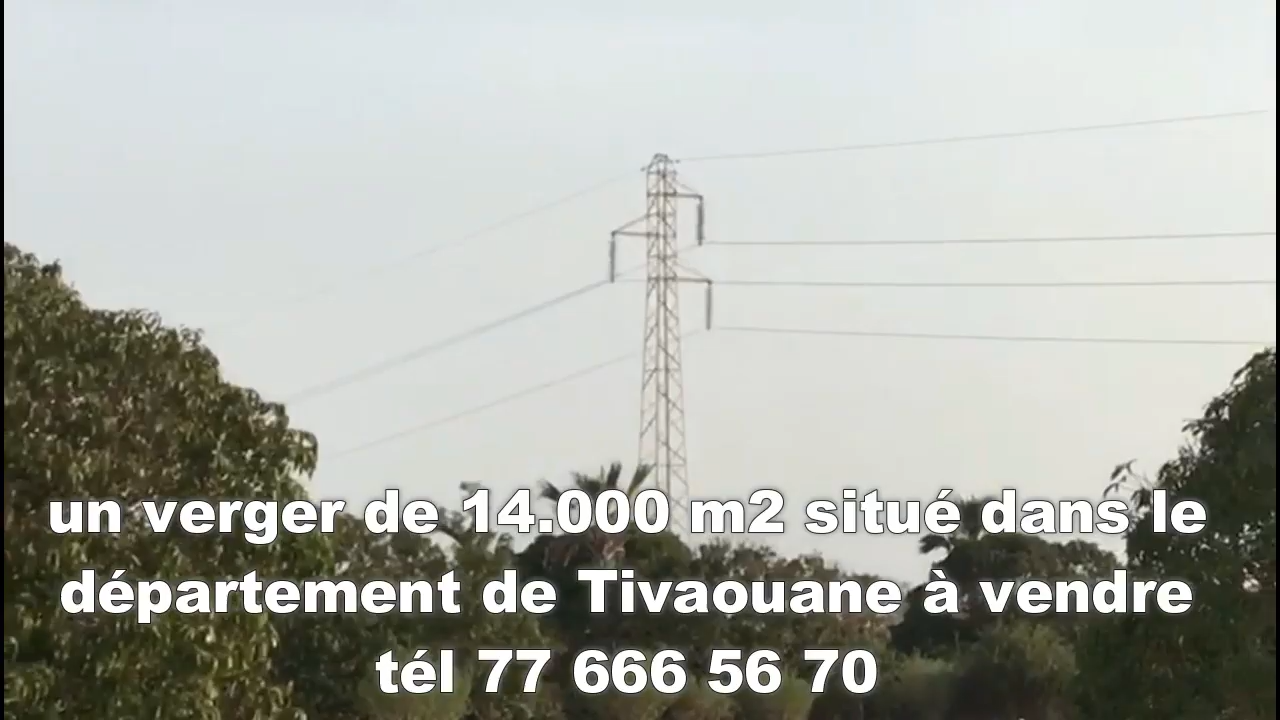 un verger de 14.000 m2 situé dans le
département de Tivaouane à vendre
tél 77 666 56 70